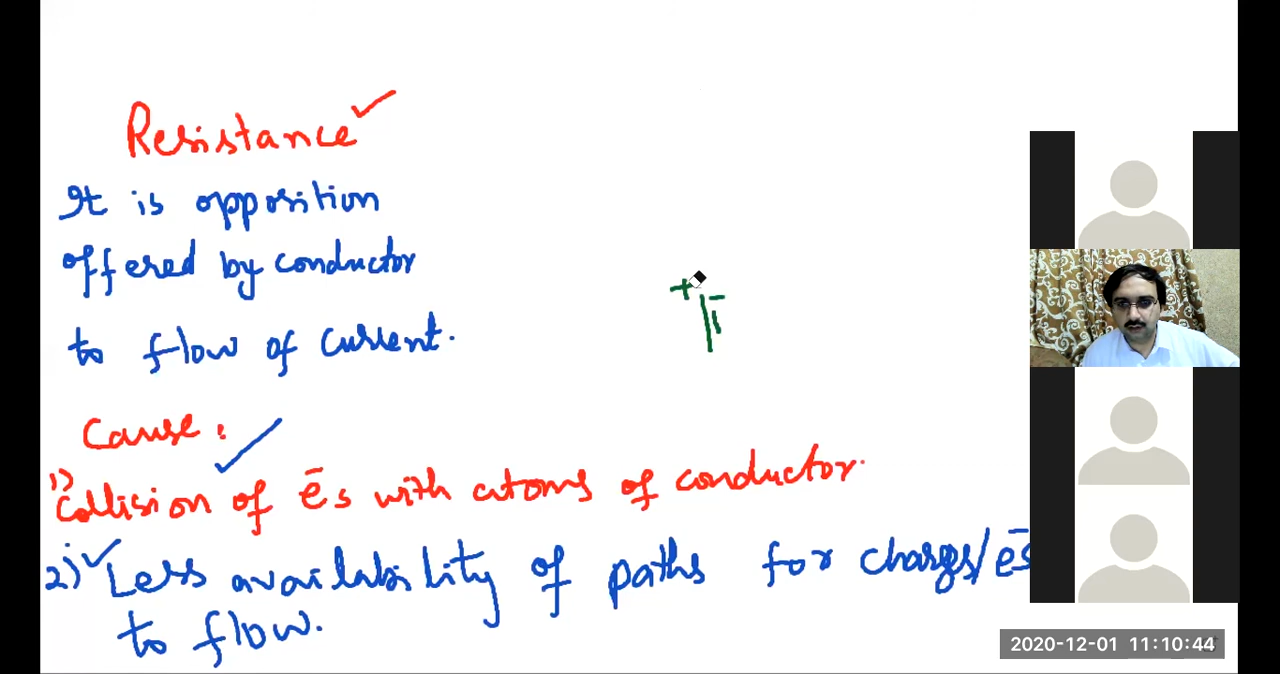 Resistance
It is opposition
offered by conductor
to flow of current.
Cause:
1) Collision of ēs with atoms of conductor.
2) Less availability of paths for charges/ēs
to flow.
+ -
2020-12-01 11:10:44